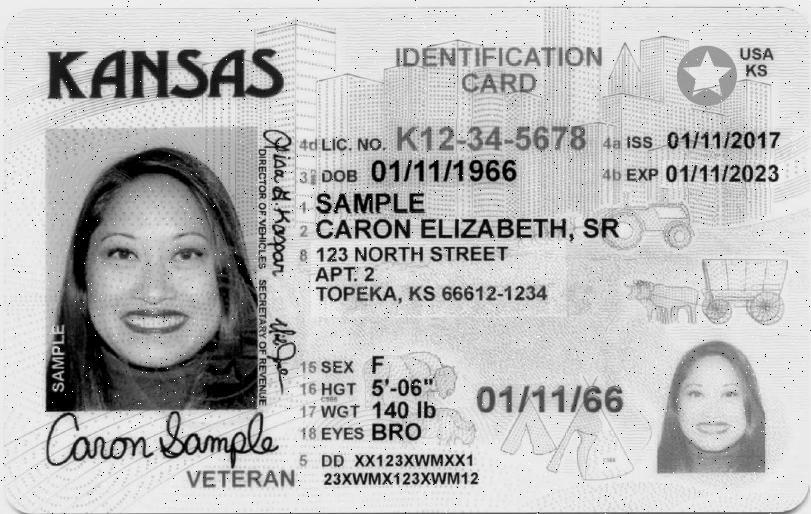 KANSAS
IDENTIFICATION
CARD
USA
KS
4d LIC. NO. K12-34-5678
4a ISS 01/11/2017
3 DOB 01/11/1966
4b EXP 01/11/2023
1 SAMPLE
2 CARON ELIZABETH, SR
8 123 NORTH STREET
APT. 2
TOPEKA, KS 66612-1234
DIRECTOR OF VEHICLES
SECRETARY OF REVENUE
SAMPLE
15 SEX F
16 HGT 5'-06"
17 WGT 140 lb
18 EYES BRO
01/11/66
5 DD XX123XWMXX1
23XWMX123XWM12
Caron Sample
VETERAN